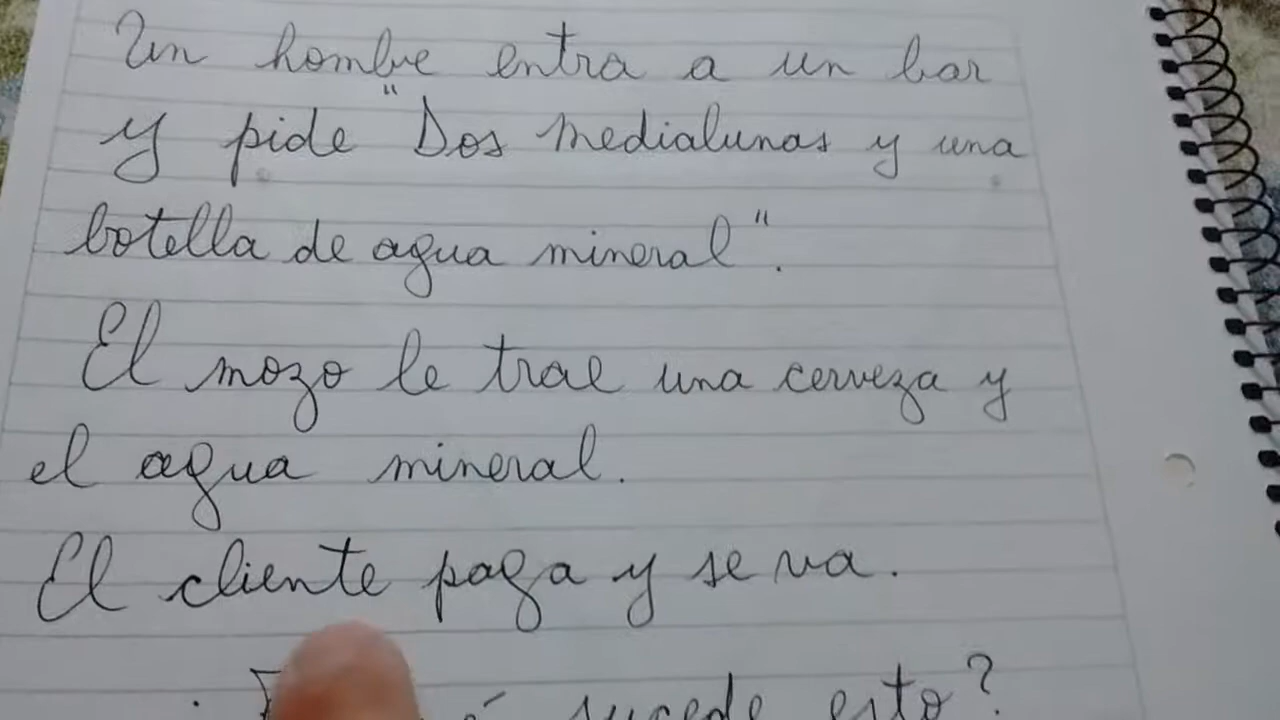 Un hombre entra a un bar
y pide "Dos medialunas y una
botella de agua mineral".
El mozo le trae una cerveza y
el agua mineral.
El cliente paga y se va.
sucede esto?